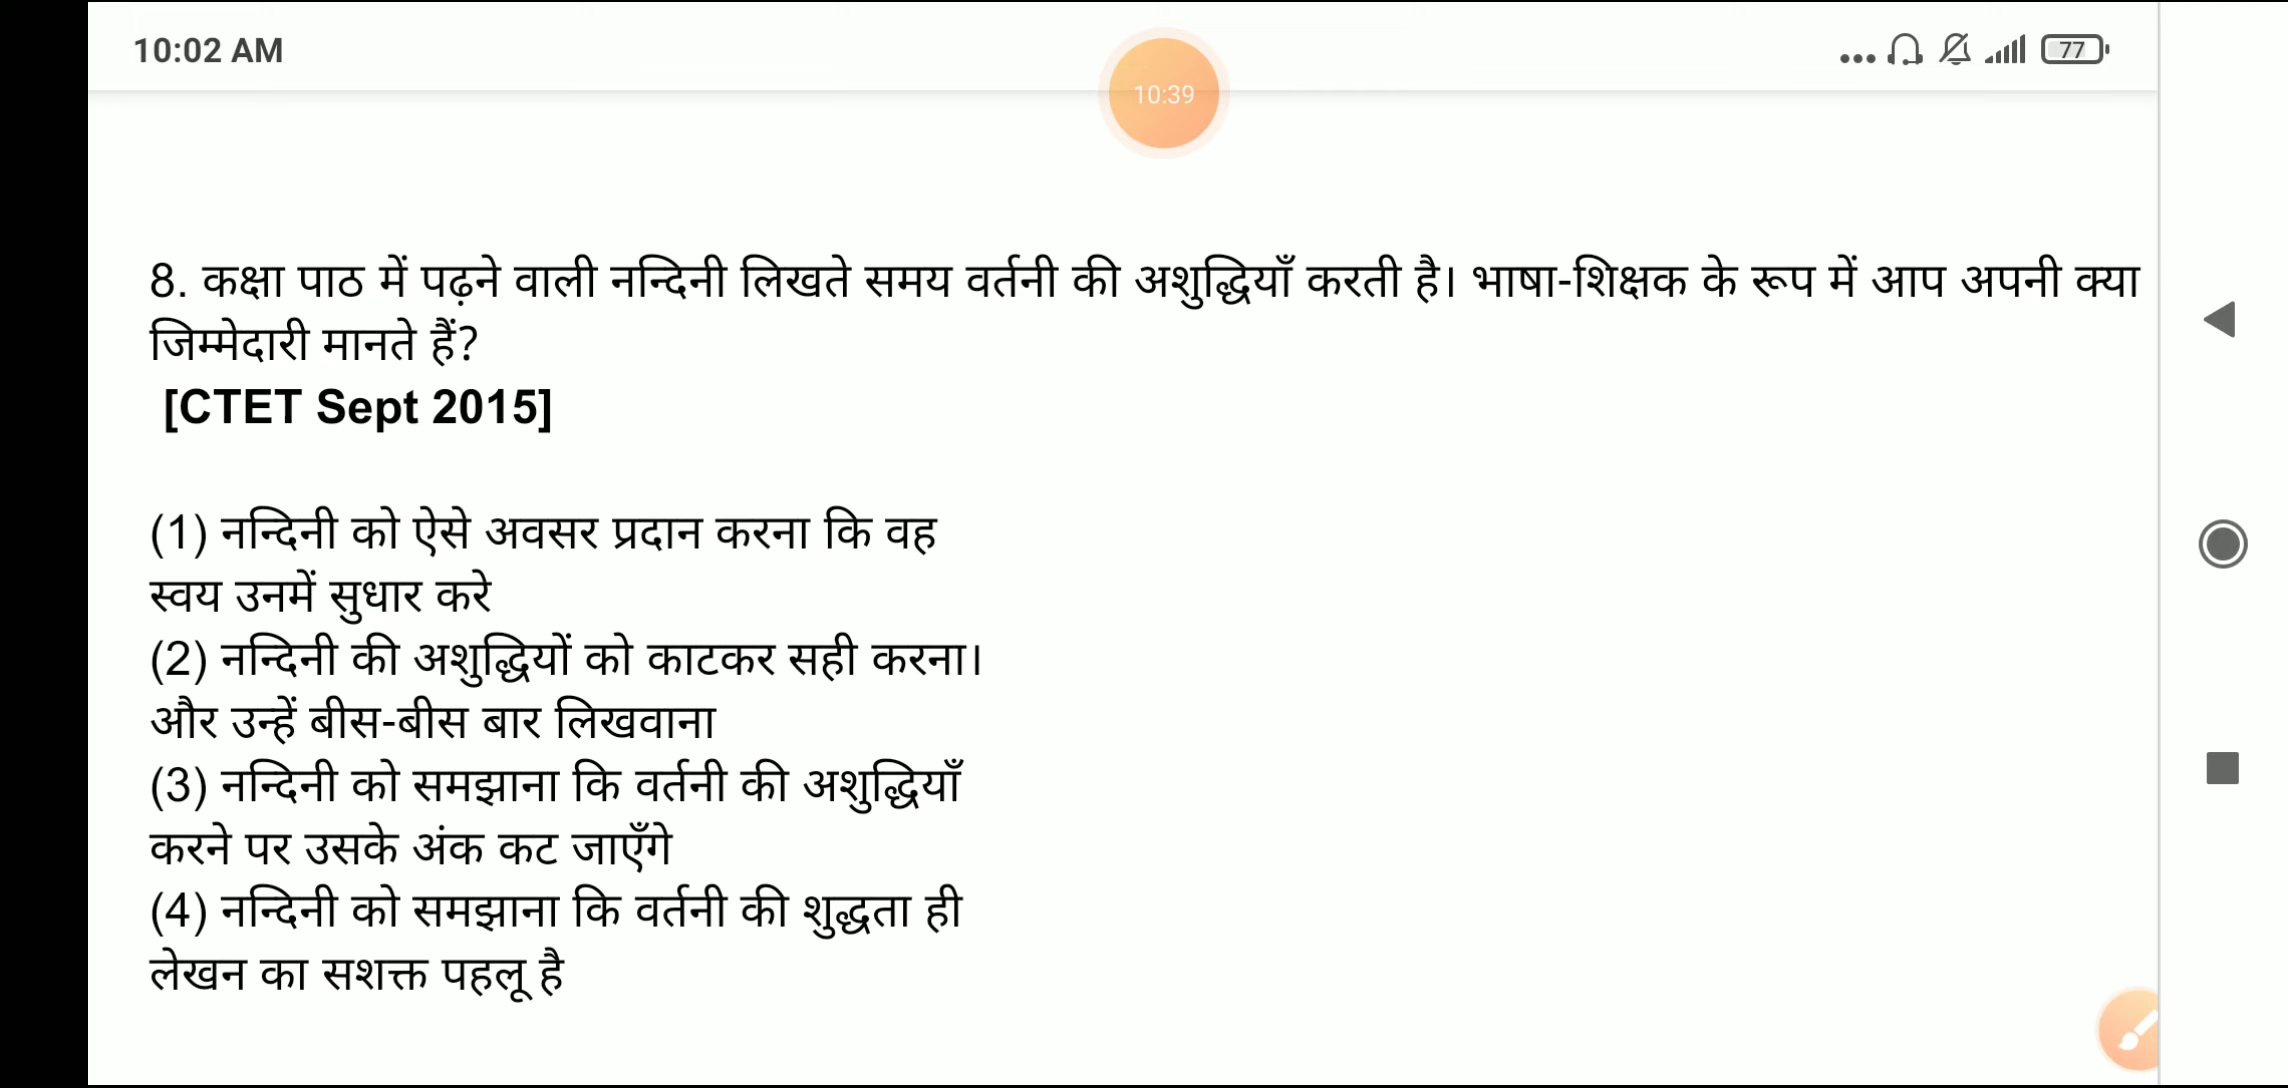 10:02 AM
77
10:39
8. कक्षा पाठ में पढ़ने वाली नन्दिनी लिखते समय वर्तनी की अशुद्धियाँ करती है। भाषा-शिक्षक के रूप में आप अपनी क्या
जिम्मेदारी मानते हैं?
[CTET Sept 2015]
(1) नन्दिनी को ऐसे अवसर प्रदान करना कि वह
स्वय उनमें सुधार करे
(2) नन्दिनी की अशुद्धियों को काटकर सही करना।
और उन्हें बीस-बीस बार लिखवाना
(3) नन्दिनी को समझाना कि वर्तनी की अशुद्धियाँ
करने पर उसके अंक कट जाएँगे
(4) नन्दिनी को समझाना कि वर्तनी की शुद्धता ही
लेखन का सशक्त पहलू है